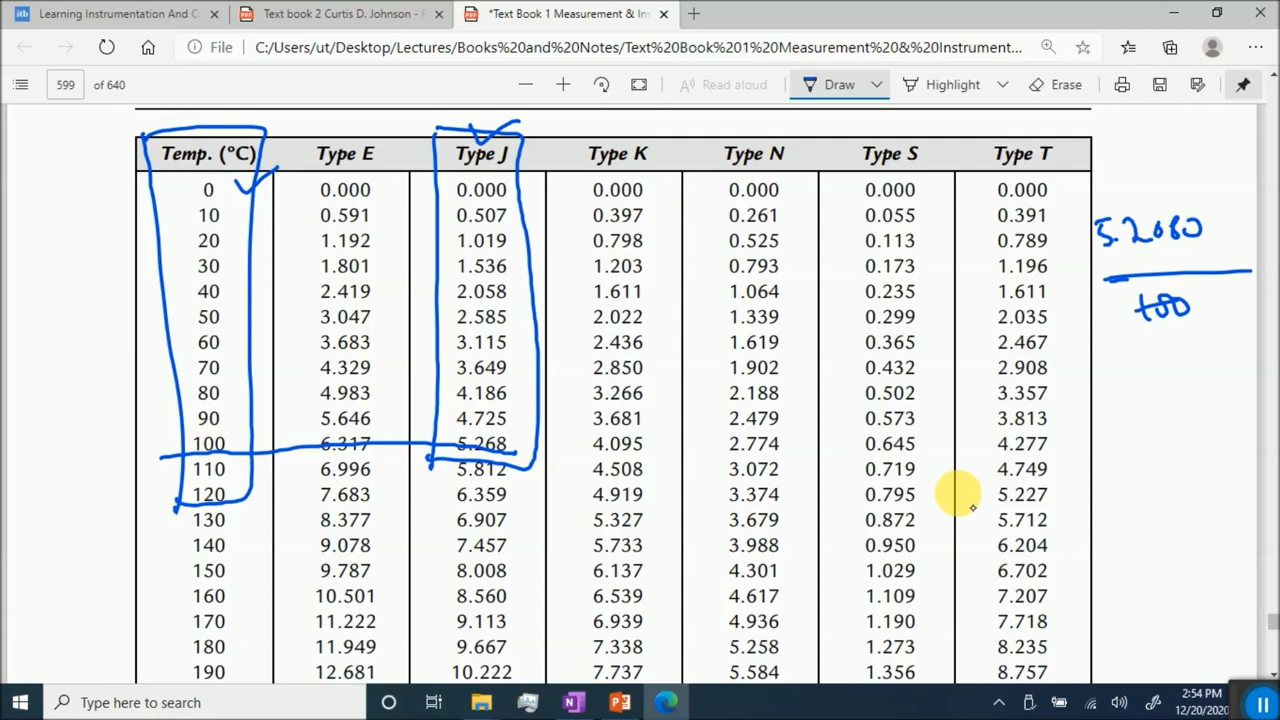 Learning Instrumentation And C
Text book 2 Curtis D. Johnson -
*Text Book 1 Measurement & Ins
File
C:/Users/ut/Desktop/Lectures/Books%20and%20Notes/Text%20Book%201%20Measurement%20&%20Instrument...
599 of 640
Read aloud
Draw
Highlight
Erase
Temp. (°C) Type E Type J Type K Type N Type S Type T
0 0.000 0.000 0.000 0.000 0.000 0.000
10 0.591 0.507 0.397 0.261 0.055 0.391
20 1.192 1.019 0.798 0.525 0.113 0.789
30 1.801 1.536 1.203 0.793 0.173 1.196
40 2.419 2.058 1.611 1.064 0.235 1.611
50 3.047 2.585 2.022 1.339 0.299 2.035
60 3.683 3.115 2.436 1.619 0.365 2.467
70 4.329 3.649 2.850 1.902 0.432 2.908
80 4.983 4.186 3.266 2.188 0.502 3.357
90 5.646 4.725 3.681 2.479 0.573 3.813
100 6.317 5.268 4.095 2.774 0.645 4.277
110 6.996 5.812 4.508 3.072 0.719 4.749
120 7.683 6.359 4.919 3.374 0.795 5.227
130 8.377 6.907 5.327 3.679 0.872 5.712
140 9.078 7.457 5.733 3.988 0.950 6.204
150 9.787 8.008 6.137 4.301 1.029 6.702
160 10.501 8.560 6.539 4.617 1.109 7.207
170 11.222 9.113 6.939 4.936 1.190 7.718
180 11.949 9.667 7.338 5.258 1.273 8.235
190 12.681 10.222 7.737 5.584 1.356 8.757
5.2680
100
Type here to search
2:54 PM
12/20/2020